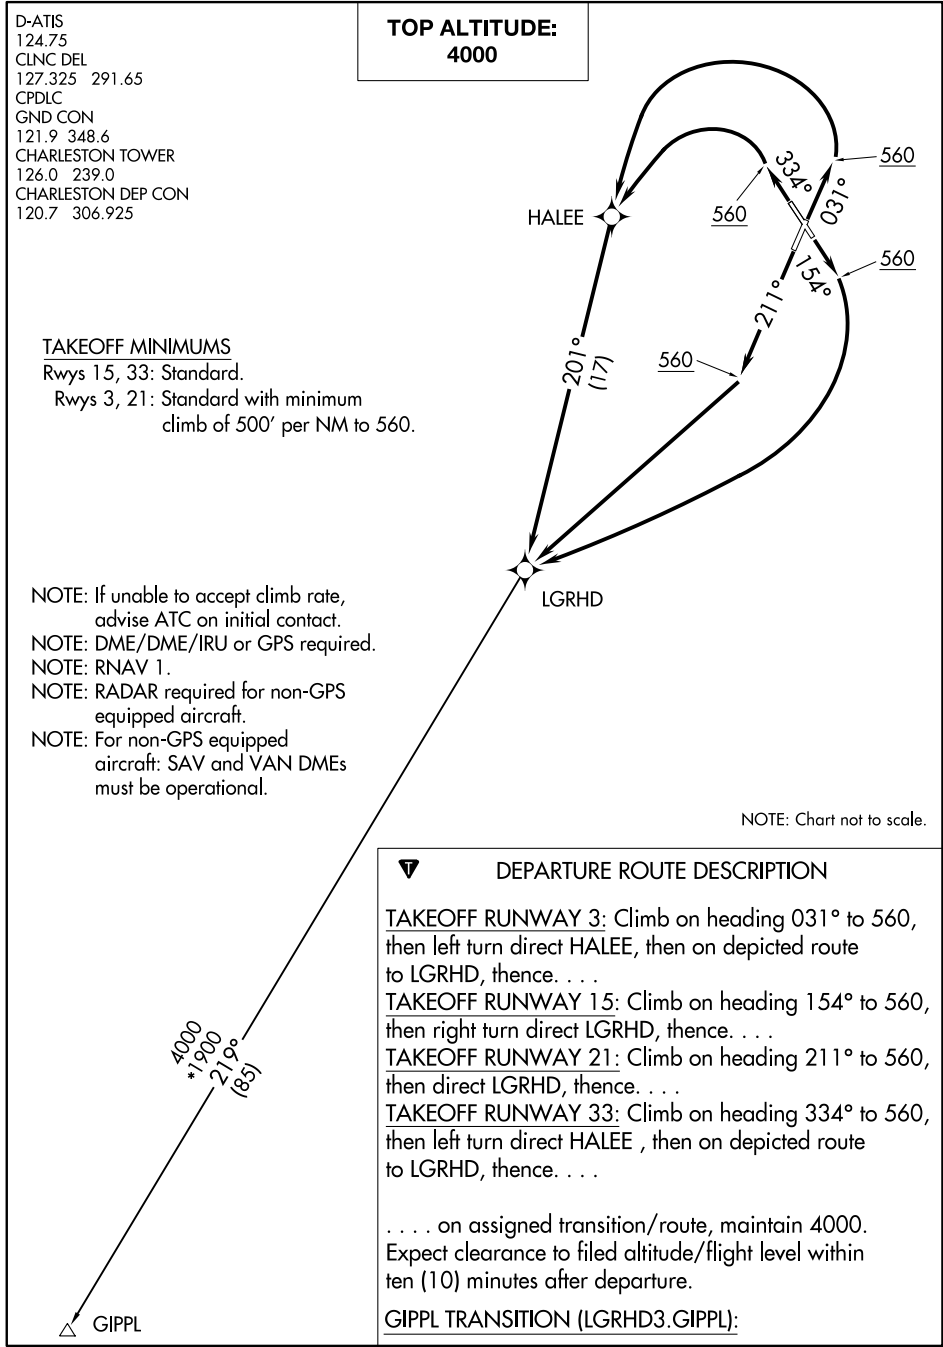 D-ATIS
124.75
CLNC DEL
127.325 291.65
CPDLC
GND CON
121.9 348.6
CHARLESTON TOWER
126.0 239.0
CHARLESTON DEP CON
120.7 306.925
TOP ALTITUDE:
4000
560
334°
031°
560
HALEE
560
154°
211°
560
201°
(17)
TAKEOFF MINIMUMS
Rwys 15, 33: Standard.
Rwys 3, 21: Standard with minimum
climb of 500' per NM to 560.
LGRHD
NOTE: If unable to accept climb rate,
advise ATC on initial contact.
NOTE: DME/DME/IRU or GPS required.
NOTE: RNAV 1.
NOTE: RADAR required for non-GPS
equipped aircraft.
NOTE: For non-GPS equipped
aircraft: SAV and VAN DMEs
must be operational.
NOTE: Chart not to scale.
4000
*1900
219°
(85)
GIPPL
T
DEPARTURE ROUTE DESCRIPTION
TAKEOFF RUNWAY 3: Climb on heading 031° to 560,
then left turn direct HALEE, then on depicted route
to LGRHD, thence. . . .
TAKEOFF RUNWAY 15: Climb on heading 154° to 560,
then right turn direct LGRHD, thence. . . .
TAKEOFF RUNWAY 21: Climb on heading 211° to 560,
then direct LGRHD, thence. . . .
TAKEOFF RUNWAY 33: Climb on heading 334° to 560,
then left turn direct HALEE , then on depicted route
to LGRHD, thence. . . .
. . . . on assigned transition/route, maintain 4000.
Expect clearance to filed altitude/flight level within
ten (10) minutes after departure.
GIPPL TRANSITION (LGRHD3.GIPPL):